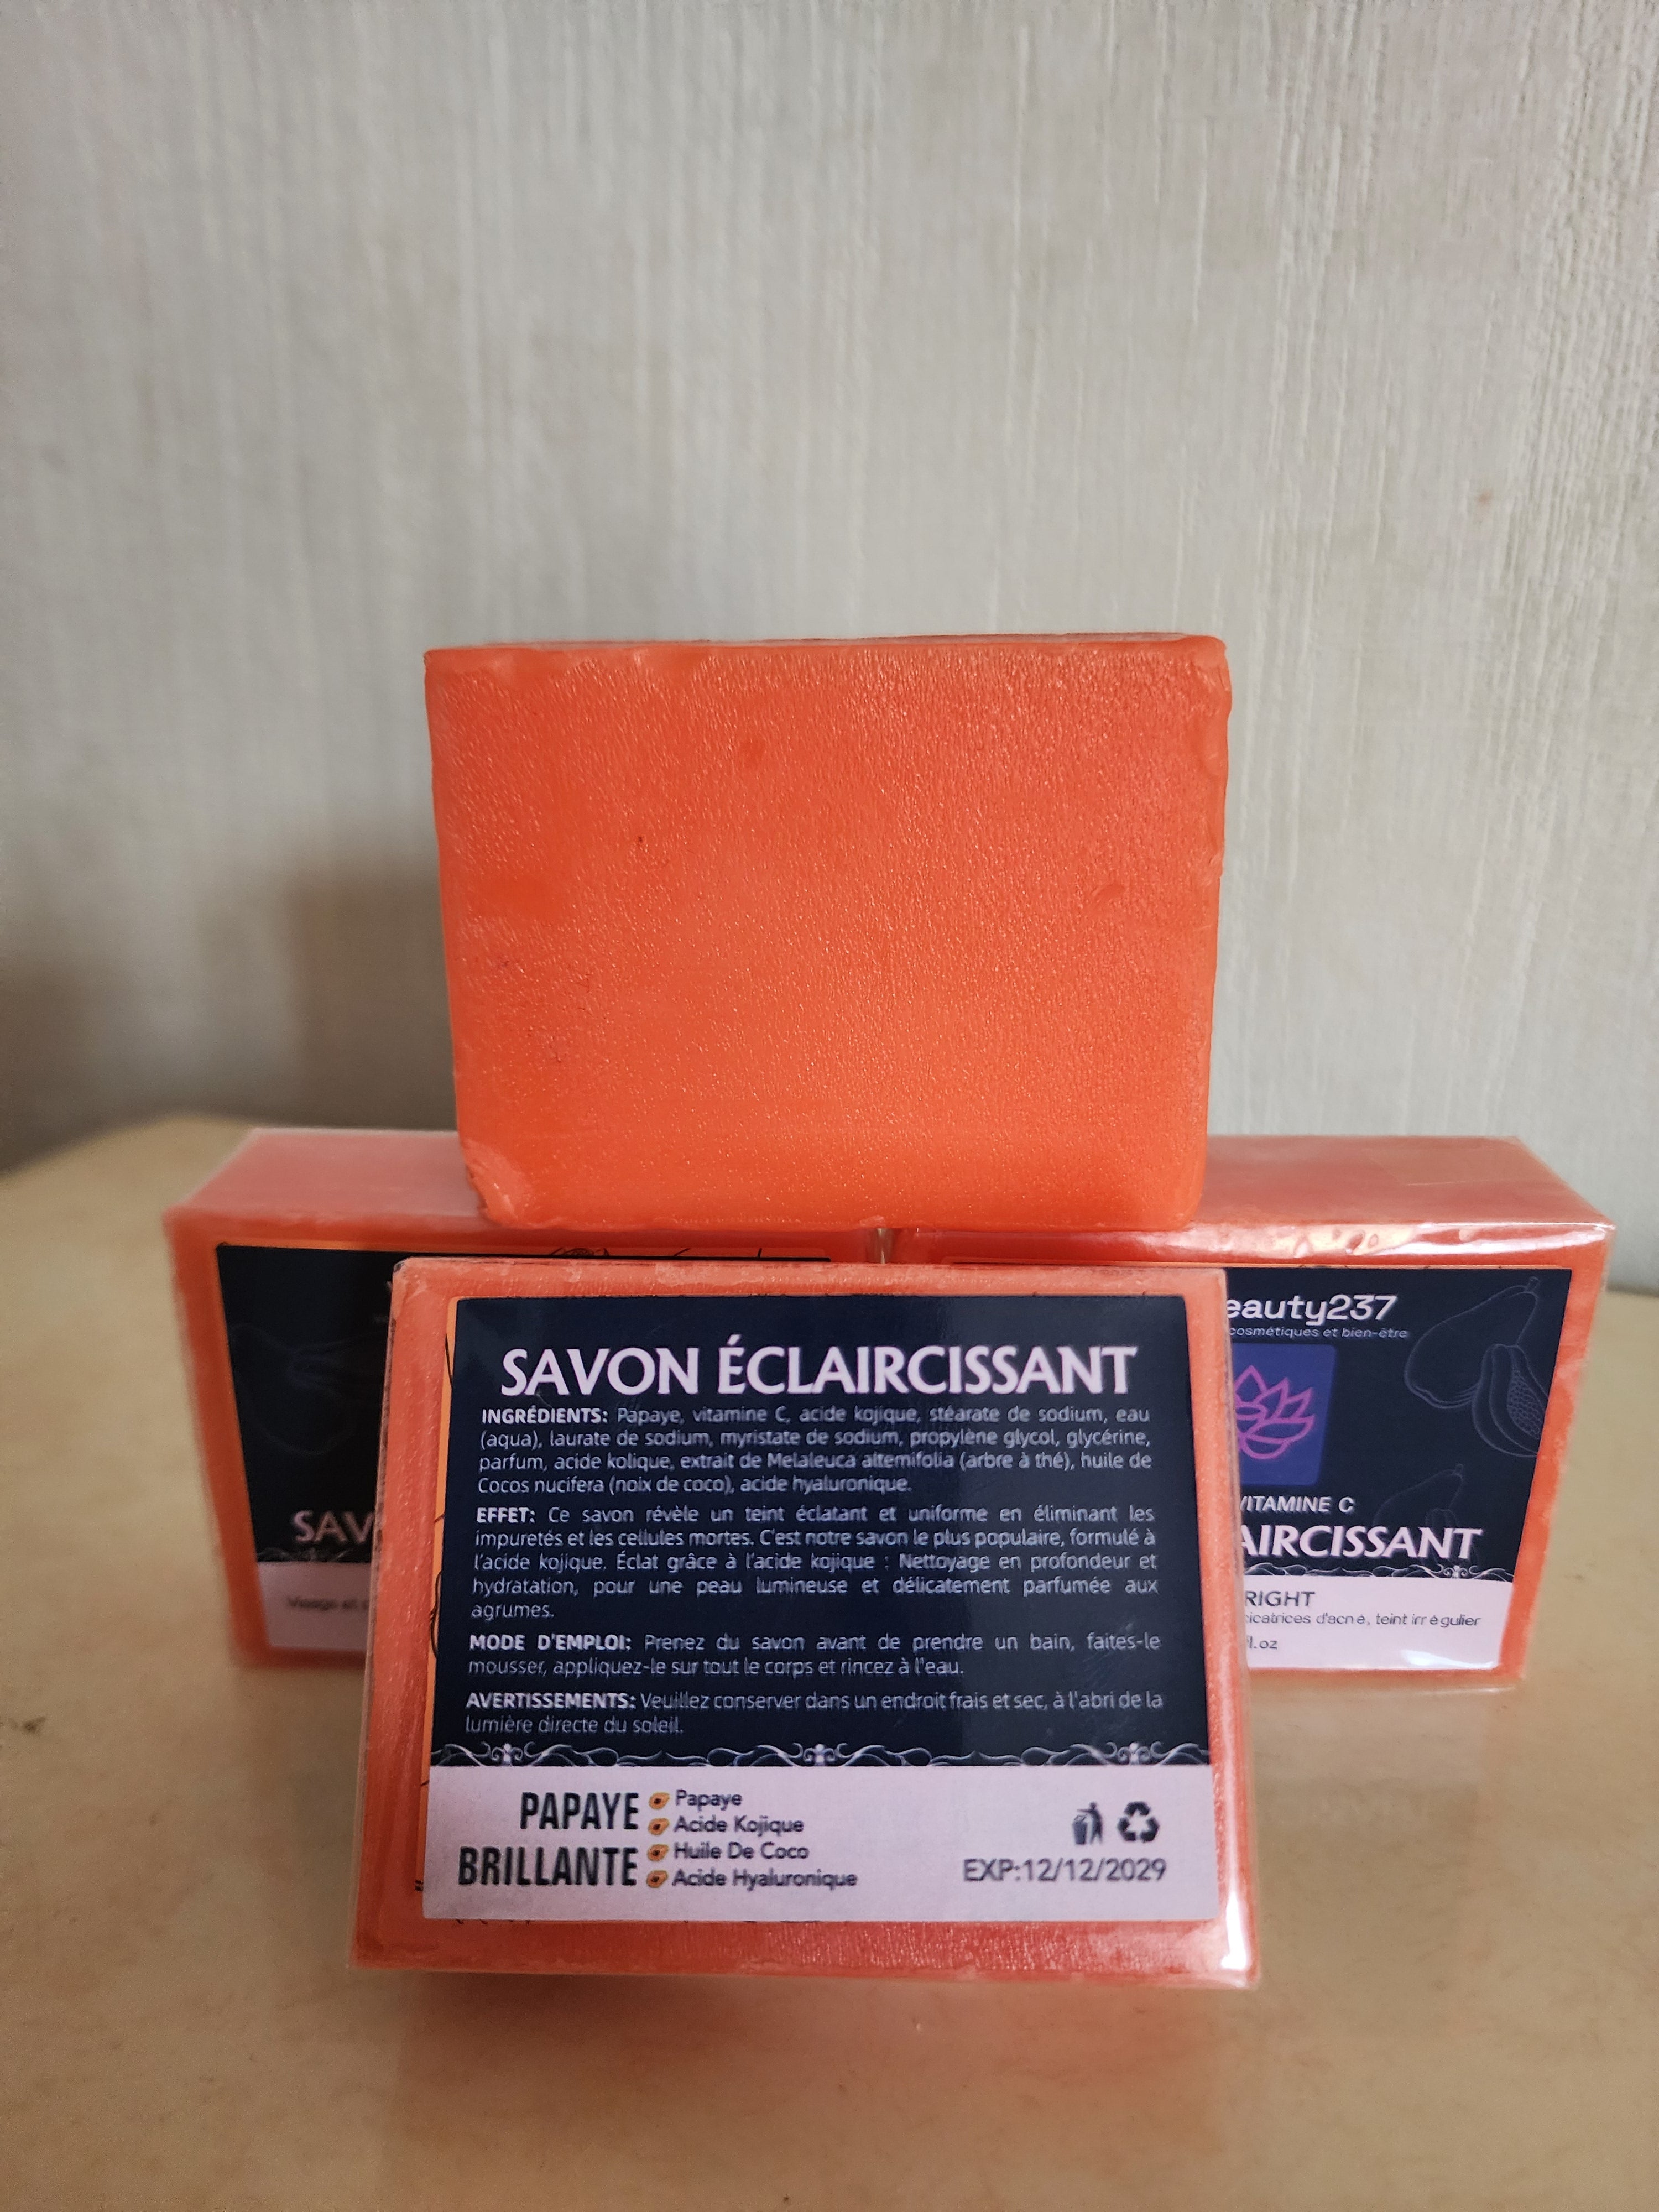 SAVON ÉCLAIRCISSANT
INGRÉDIENTS: Papaye, vitamine C, acide kojique, stéarate de sodium, eau
(aqua), laurate de sodium, myristate de sodium, propylène glycol, glycérine,
parfum, acide kolique, extrait de Melaleuca altemifolia (arbre à thé), huile de
Cocos nucifera (noix de coco), acide hyaluronique.
EFFET: Ce savon révèle un teint éclatant et uniforme en éliminant les
impuretés et les cellules mortes. C'est notre savon le plus populaire, formulé à
l'acide kojique. Éclat grâce à l'acide kojique : Nettoyage en profondeur et
hydratation, pour une peau lumineuse et délicatement parfumée aux
agrumes.
MODE D'EMPLOI: Prenez du savon avant de prendre un bain, faites-le
mousser, appliquez-le sur tout le corps et rincez à l'eau.
AVERTISSEMENTS: Veuillez conserver dans un endroit frais et sec, à l'abri de la
lumière directe du soleil.
PAPAYE
BRILLANTE
Papaye
Acide Kojique
Huile De Coco
Acide Hyaluronique
EXP:12/12/2029
SAV
Visage et
eauty237
cosmétiques et bien-être
VITAMINE C
AIRCISSANT
RIGHT
cicatrices d'acné, teint irrégulier
l.oz